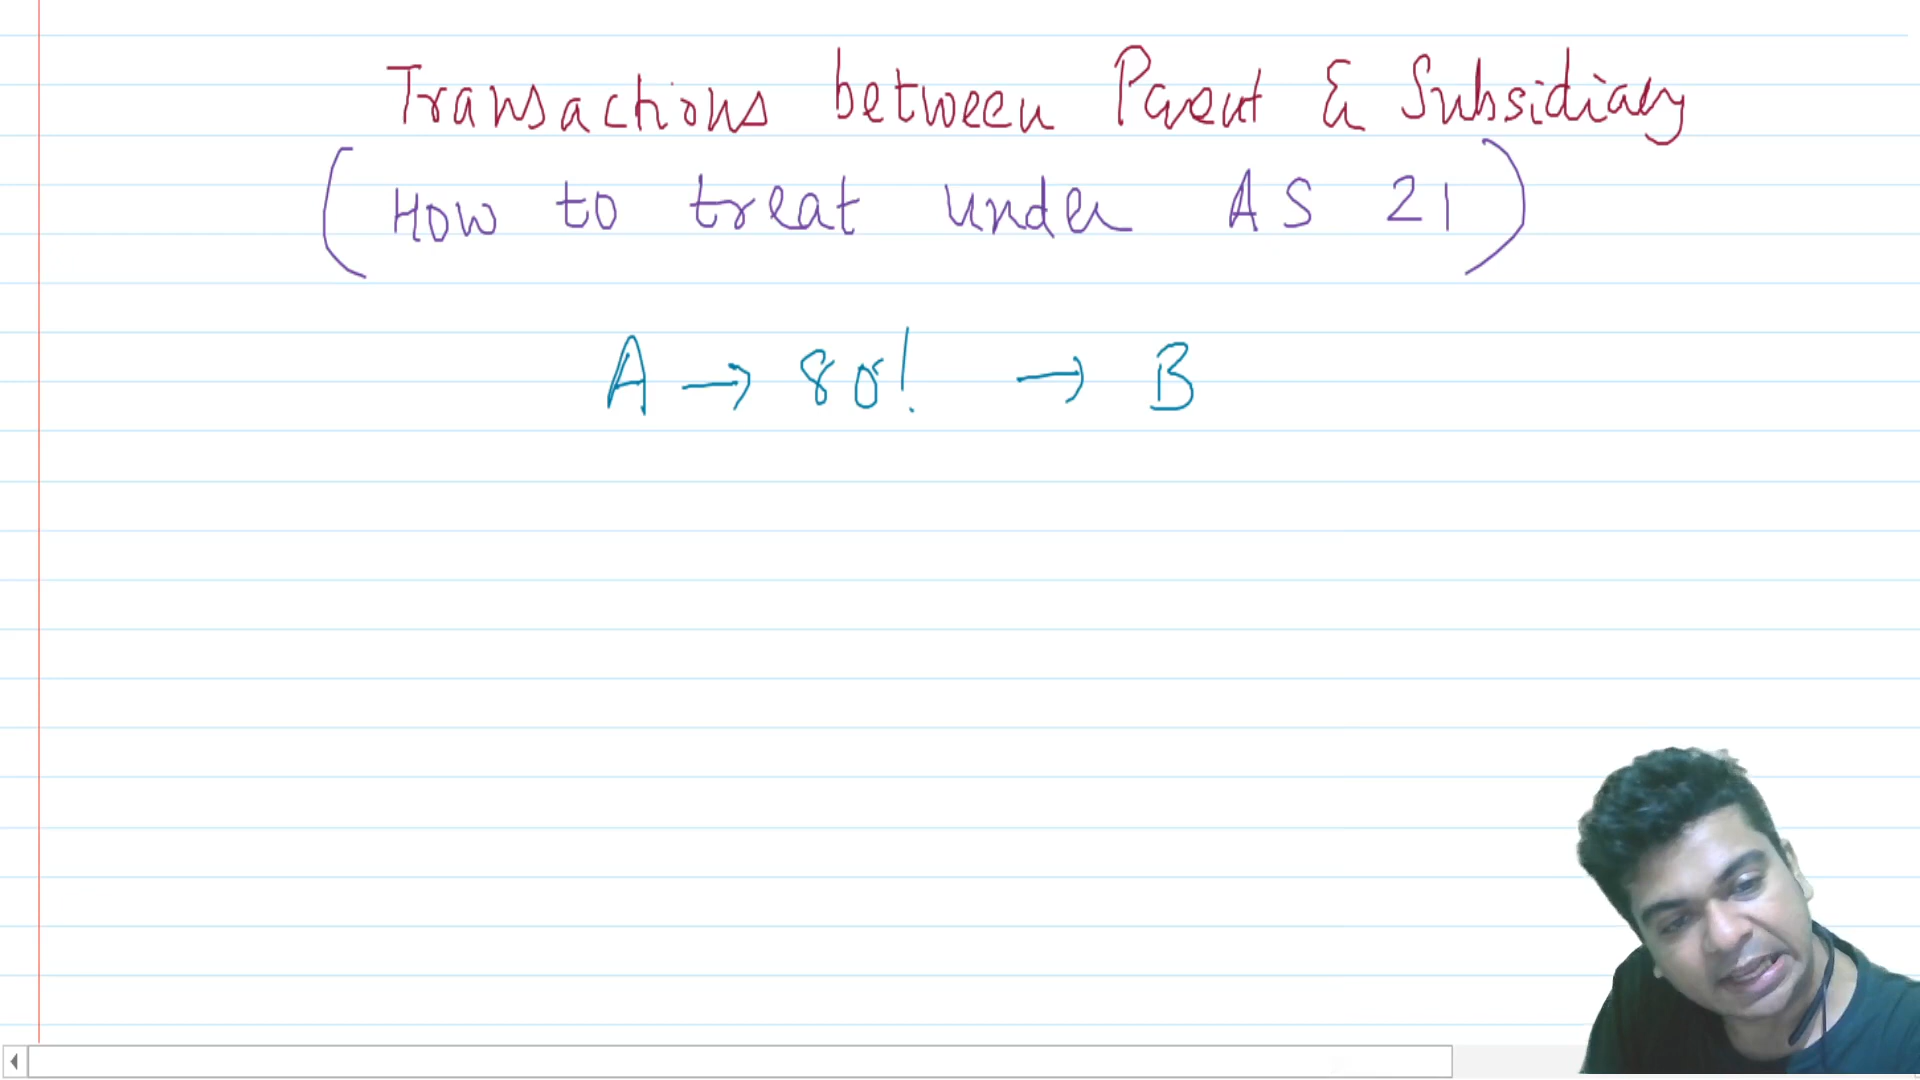 Transactions between Parent & Subsidiary
(How to treat under AS 21)
A → 80% → B